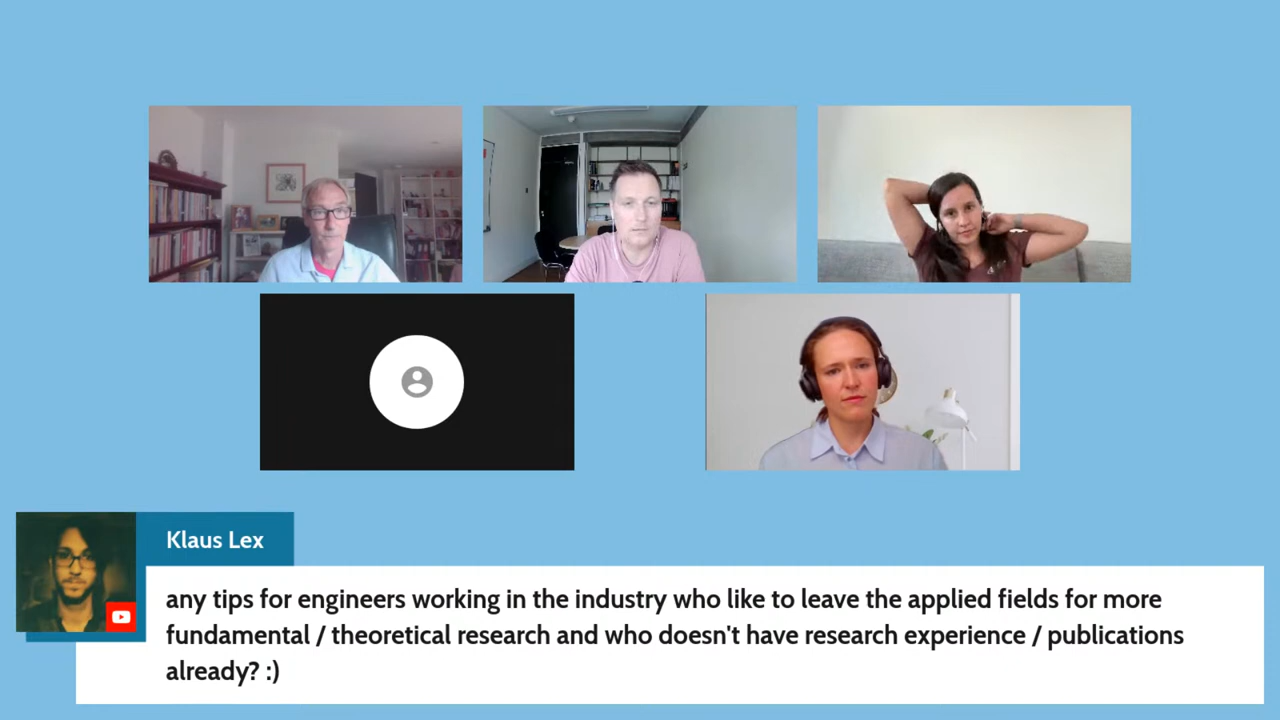 Klaus Lex
any tips for engineers working in the industry who like to leave the applied fields for more
fundamental / theoretical research and who doesn't have research experience / publications
already? :)